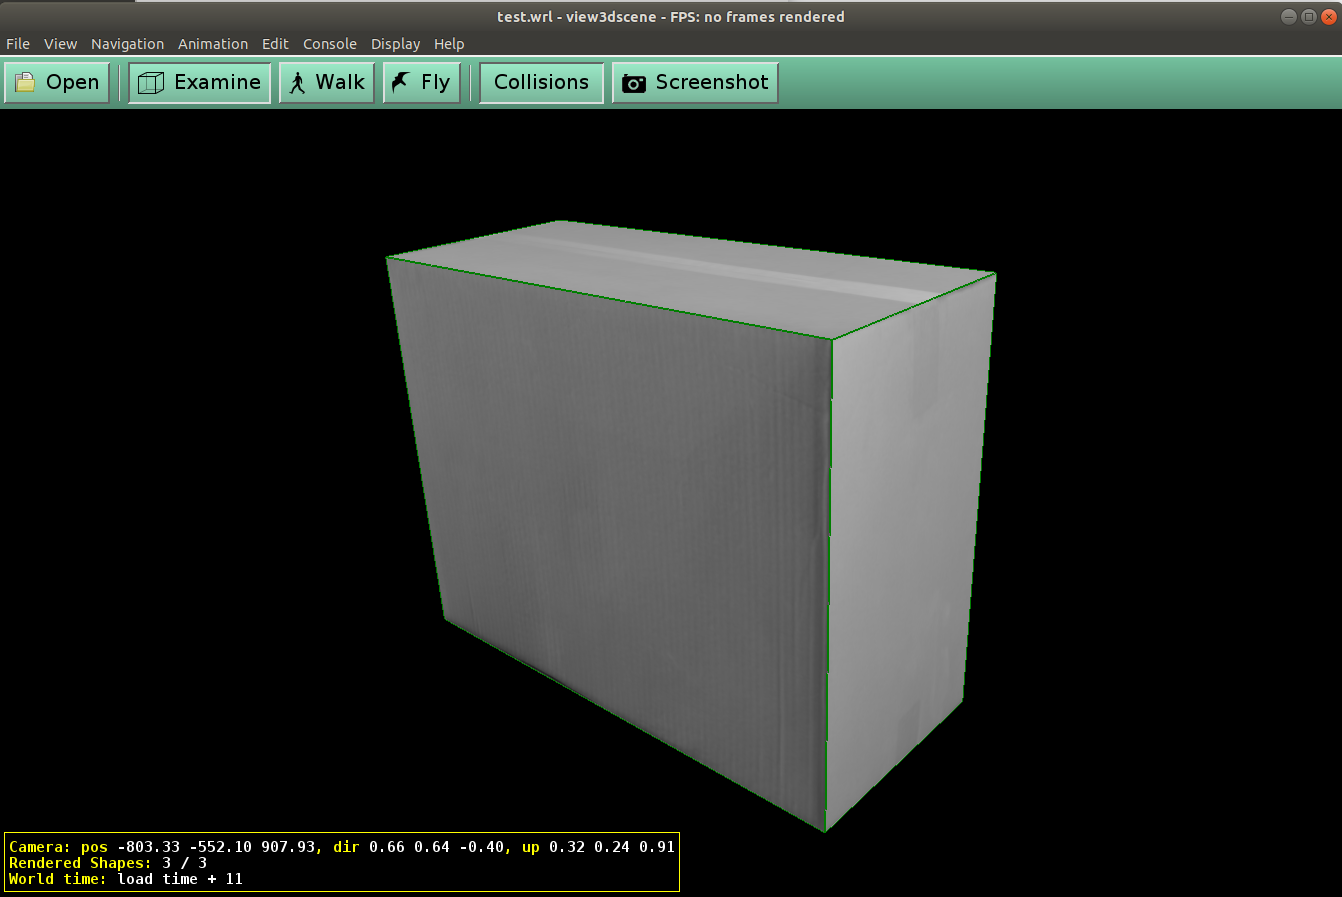 test.wrl - view3dscene - FPS: no frames rendered
File View Navigation Animation Edit Console Display Help
Open Examine Walk Fly Collisions Screenshot
Camera: pos -803.33 -552.10 907.93, dir 0.66 0.64 -0.40, up 0.32 0.24 0.91
Rendered Shapes: 3 / 3
World time: load time + 11